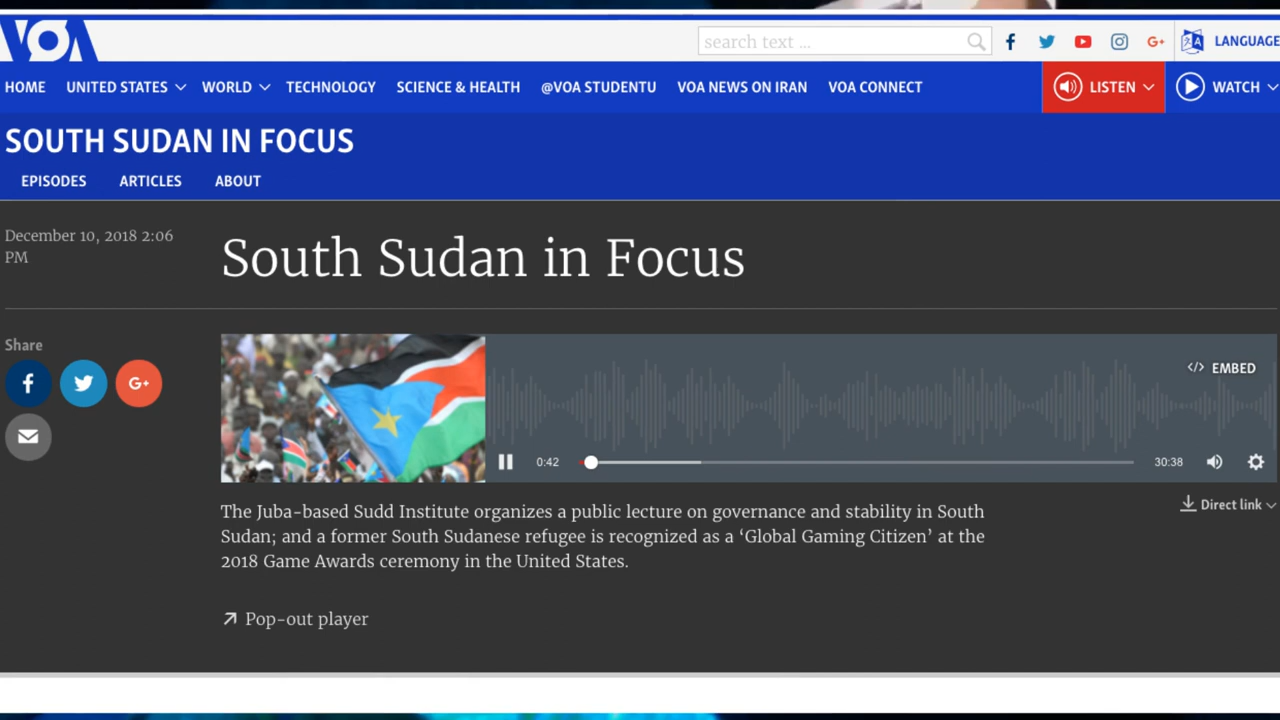 VOA
search text ...
G+
LANGUAGE
HOME UNITED STATES WORLD TECHNOLOGY SCIENCE & HEALTH @VOA STUDENTU VOA NEWS ON IRAN VOA CONNECT LISTEN WATCH
SOUTH SUDAN IN FOCUS
EPISODES ARTICLES ABOUT
December 10, 2018 2:06
PM
South Sudan in Focus
Share
G+
</> EMBED
0:42
30:38
Direct link
The Juba-based Sudd Institute organizes a public lecture on governance and stability in South
Sudan; and a former South Sudanese refugee is recognized as a ‘Global Gaming Citizen’ at the
2018 Game Awards ceremony in the United States.
Pop-out player